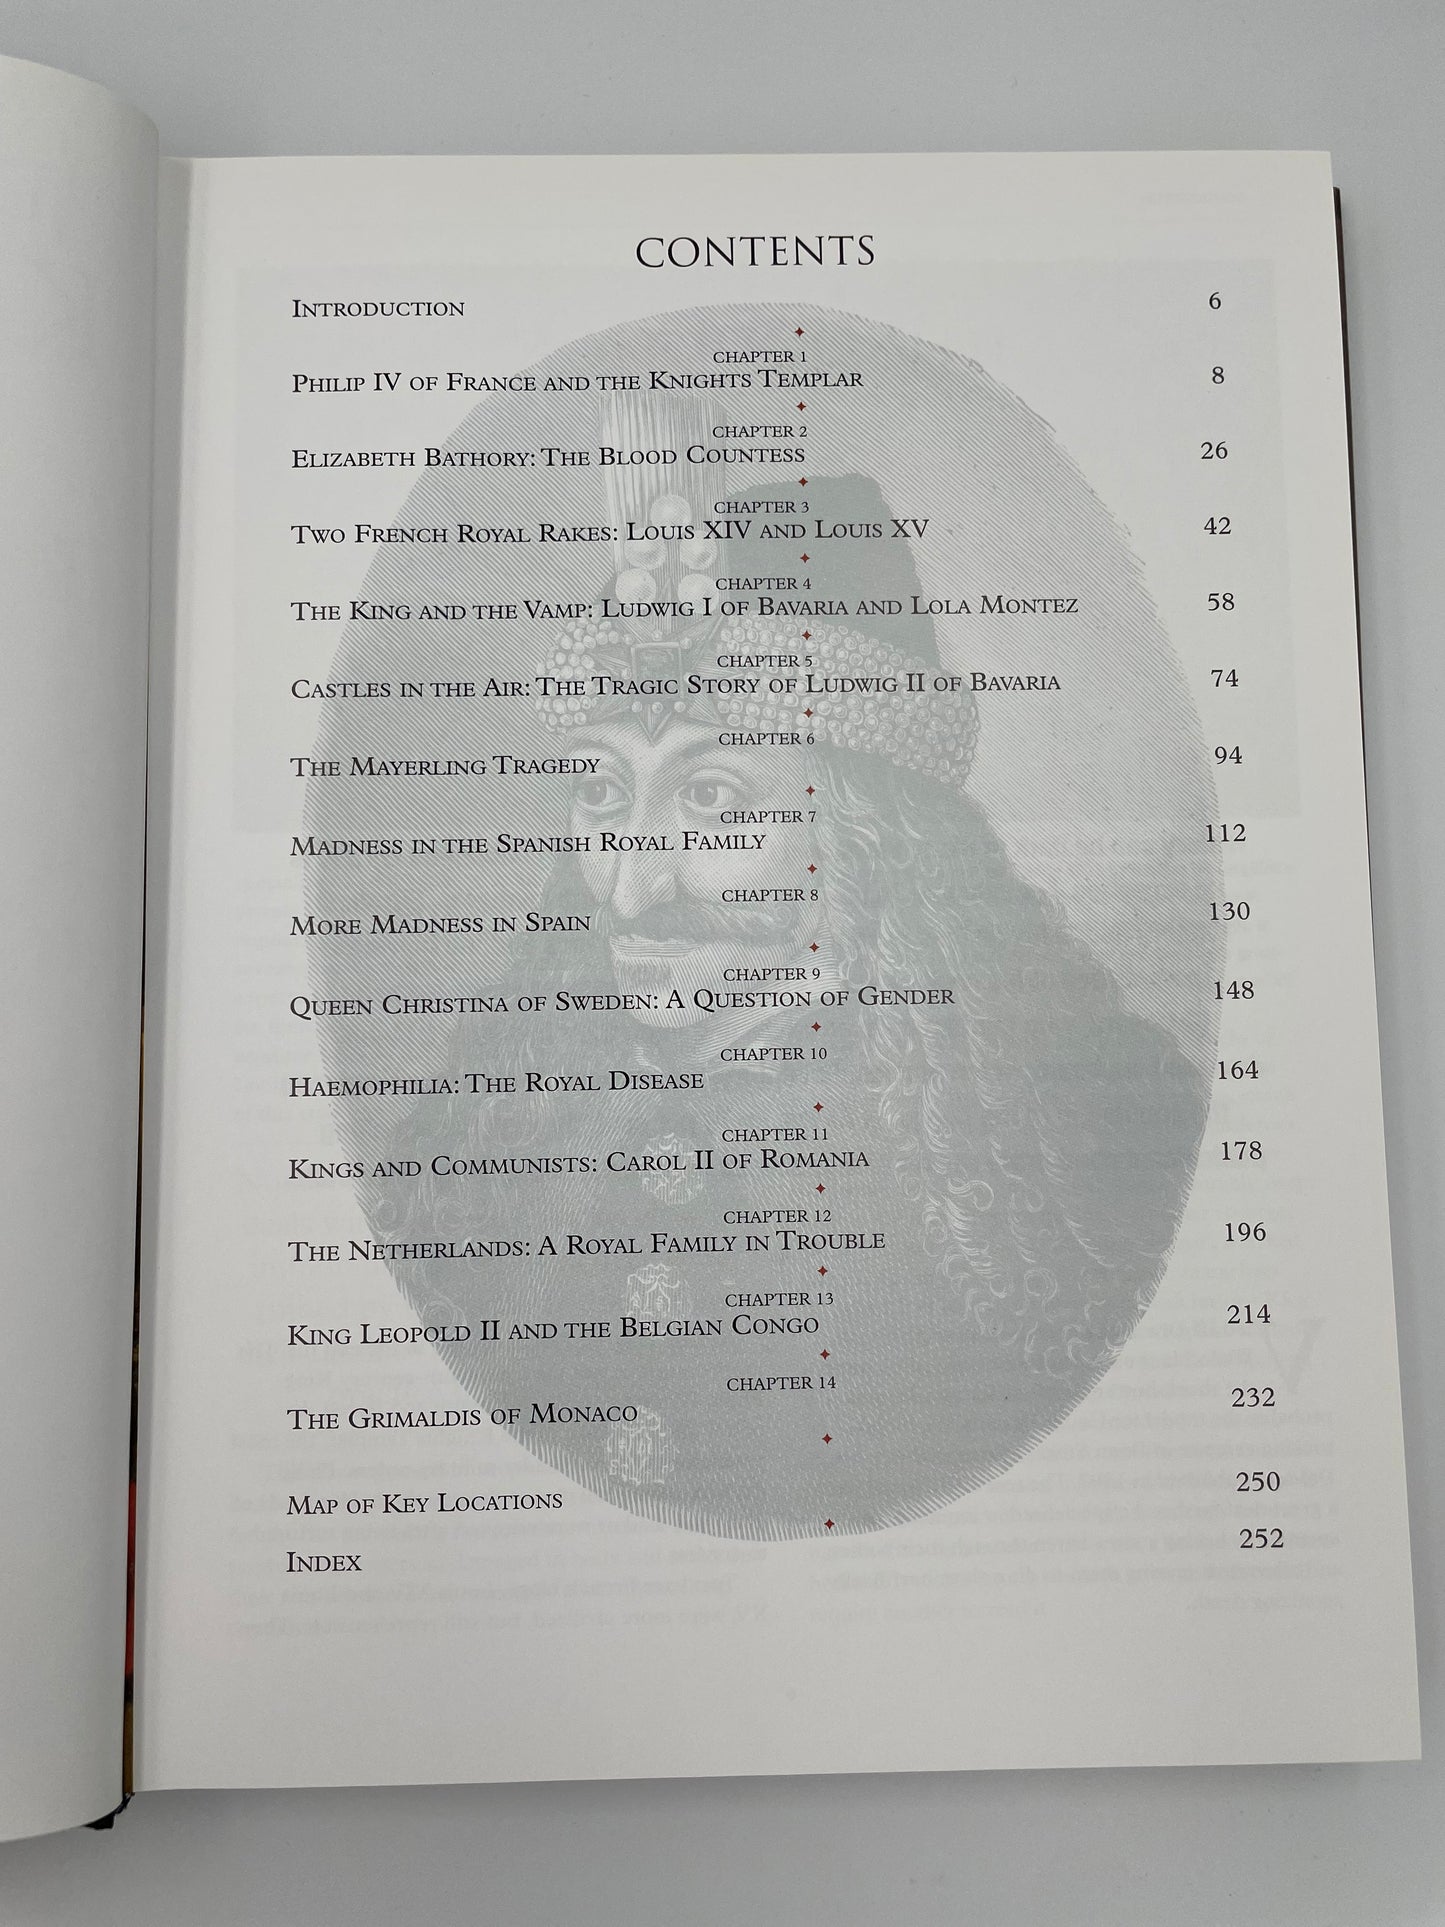 CONTENTS
INTRODUCTION 6
CHAPTER 1
PHILIP IV OF FRANCE AND THE KNIGHTS TEMPLAR 8
CHAPTER 2
ELIZABETH BATHORY: THE BLOOD COUNTESS 26
CHAPTER 3
TWO FRENCH ROYAL RAKES: LOUIS XIV AND LOUIS XV 42
CHAPTER 4
THE KING AND THE VAMP: LUDWIG I OF BAVARIA AND LOLA MONTEZ 58
CHAPTER 5
CASTLES IN THE AIR: THE TRAGIC STORY OF LUDWIG II OF BAVARIA 74
CHAPTER 6
THE MAYERLING TRAGEDY 94
CHAPTER 7
MADNESS IN THE SPANISH ROYAL FAMILY 112
CHAPTER 8
MORE MADNESS IN SPAIN 130
CHAPTER 9
QUEEN CHRISTINA OF SWEDEN: A QUESTION OF GENDER 148
CHAPTER 10
HAEMOPHILIA: THE ROYAL DISEASE 164
CHAPTER 11
KINGS AND COMMUNISTS: CAROL II OF ROMANIA 178
CHAPTER 12
THE NETHERLANDS: A ROYAL FAMILY IN TROUBLE 196
CHAPTER 13
KING LEOPOLD II AND THE BELGIAN CONGO 214
CHAPTER 14
THE GRIMALDIS OF MONACO 232
MAP OF KEY LOCATIONS 250
INDEX 252